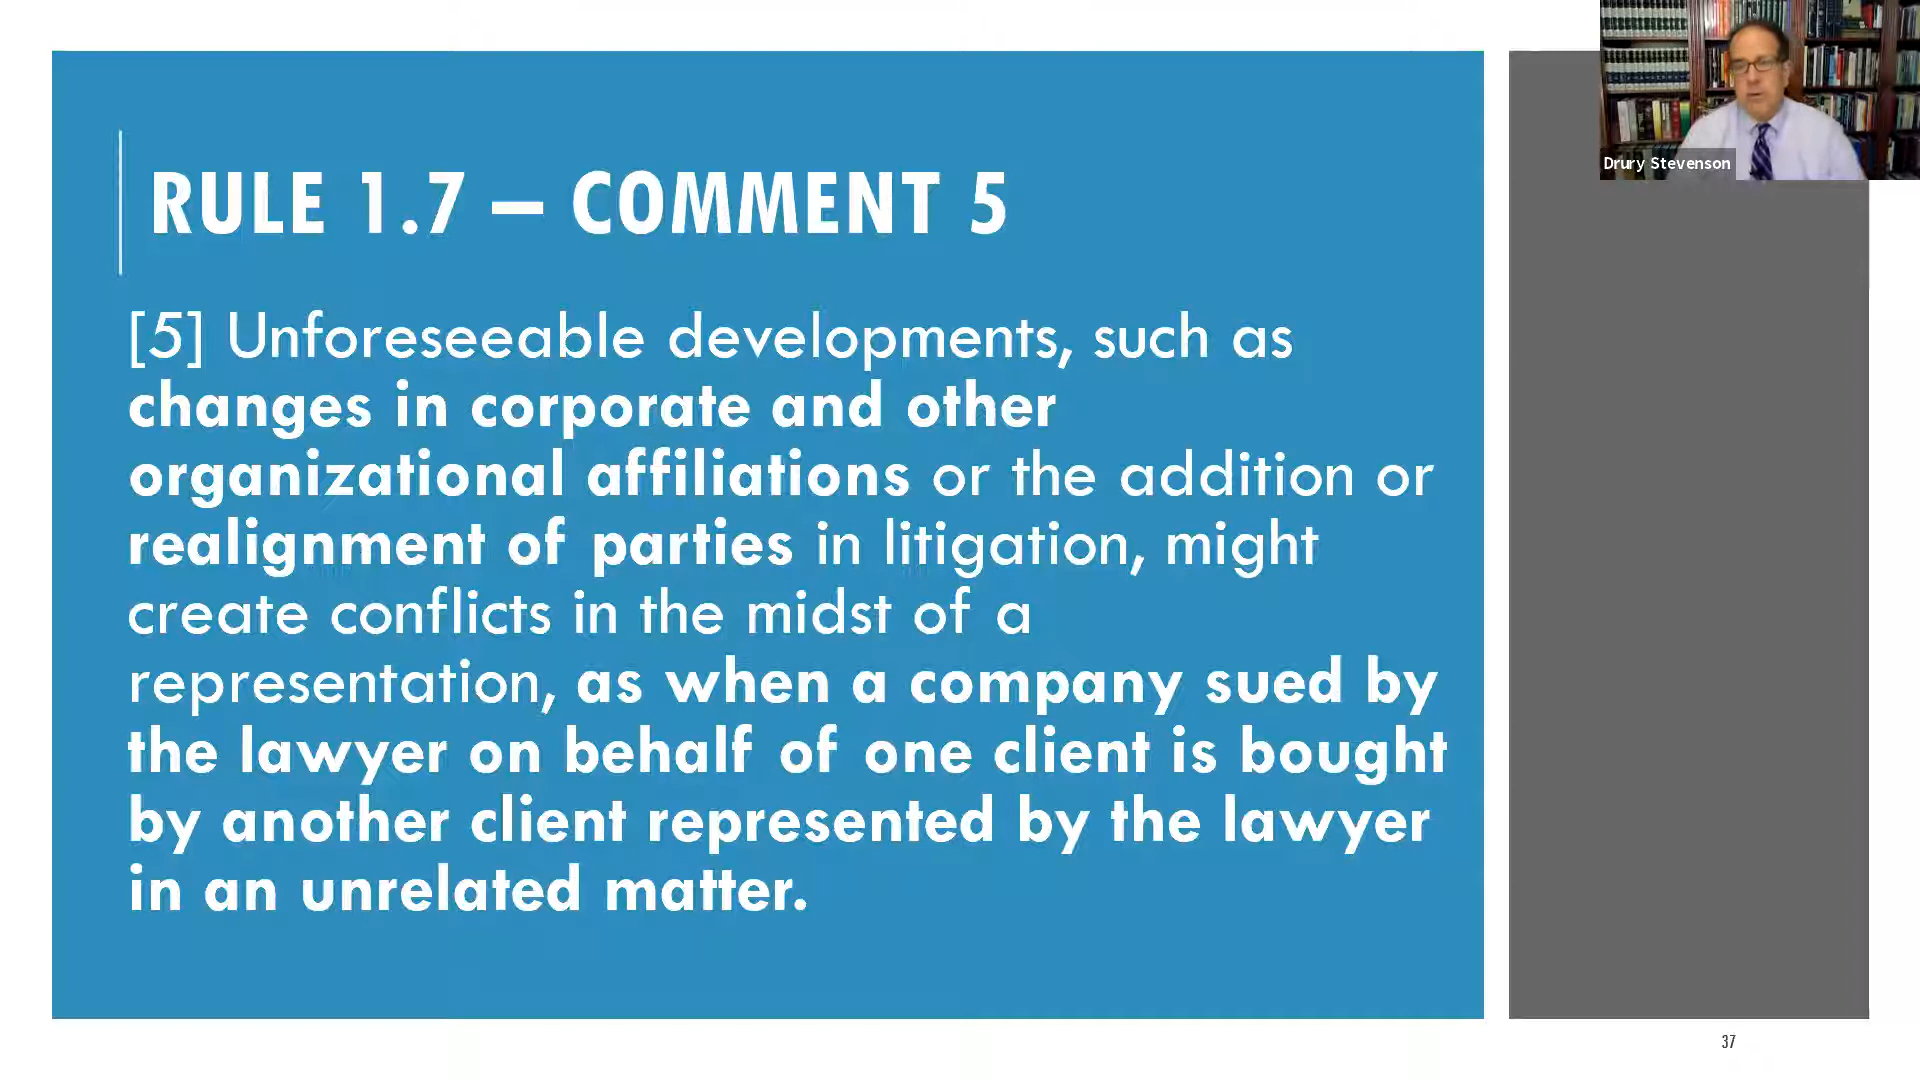 RULE 1.7 – COMMENT 5
[5] Unforeseeable developments, such as
changes in corporate and other
organizational affiliations or the addition or
realignment of parties in litigation, might
create conflicts in the midst of a
representation, as when a company sued by
the lawyer on behalf of one client is bought
by another client represented by the lawyer
in an unrelated matter.
Drury Stevenson
37